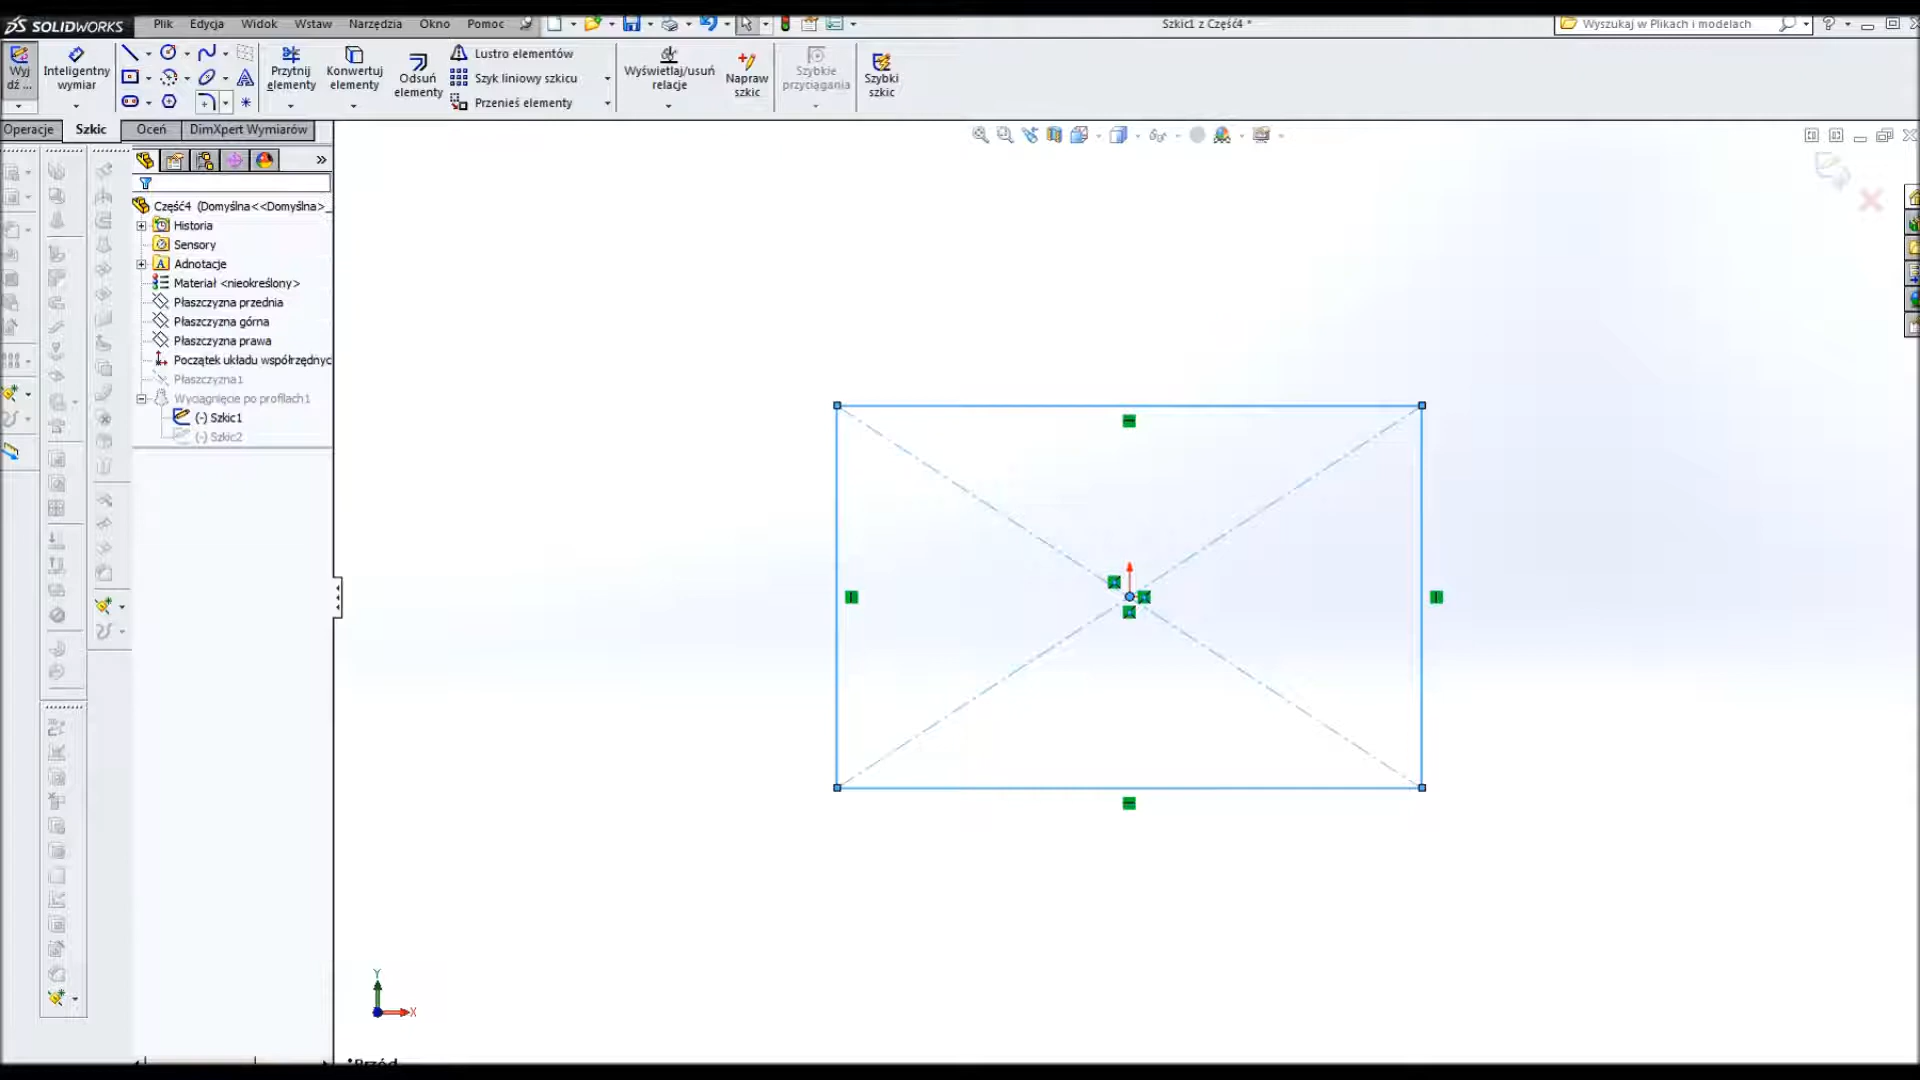 SOLIDWORKS
Plik Edycja Widok Wstaw Narzędzia Okno Pomoc
Szkic1 z Część4 *
Wyszukaj w Plikach i modelach
Wyj
dź ...
Inteligentny
wymiar
Przytnij
elementy
Konwertuj
elementy
Odsuń
elementy
Lustro elementów
Szyk liniowy szkicu
Przenieś elementy
Wyświetlaj/usuń
relacje
Napraw
szkic
Szybkie
przyciągania
Szybki
szkic
Operacje Szkic Oceń DimXpert Wymiarów
Część4 (Domyślna<<Domyślna>_
Historia
Sensory
Adnotacje
Materiał <nieokreślony>
Płaszczyzna przednia
Płaszczyzna górna
Płaszczyzna prawa
Początek układu współrzędnyc
Płaszczyzna1
Wyciągnięcie po profilach1
(-) Szkic1
(-) Szkic2
Y
X
*Przód